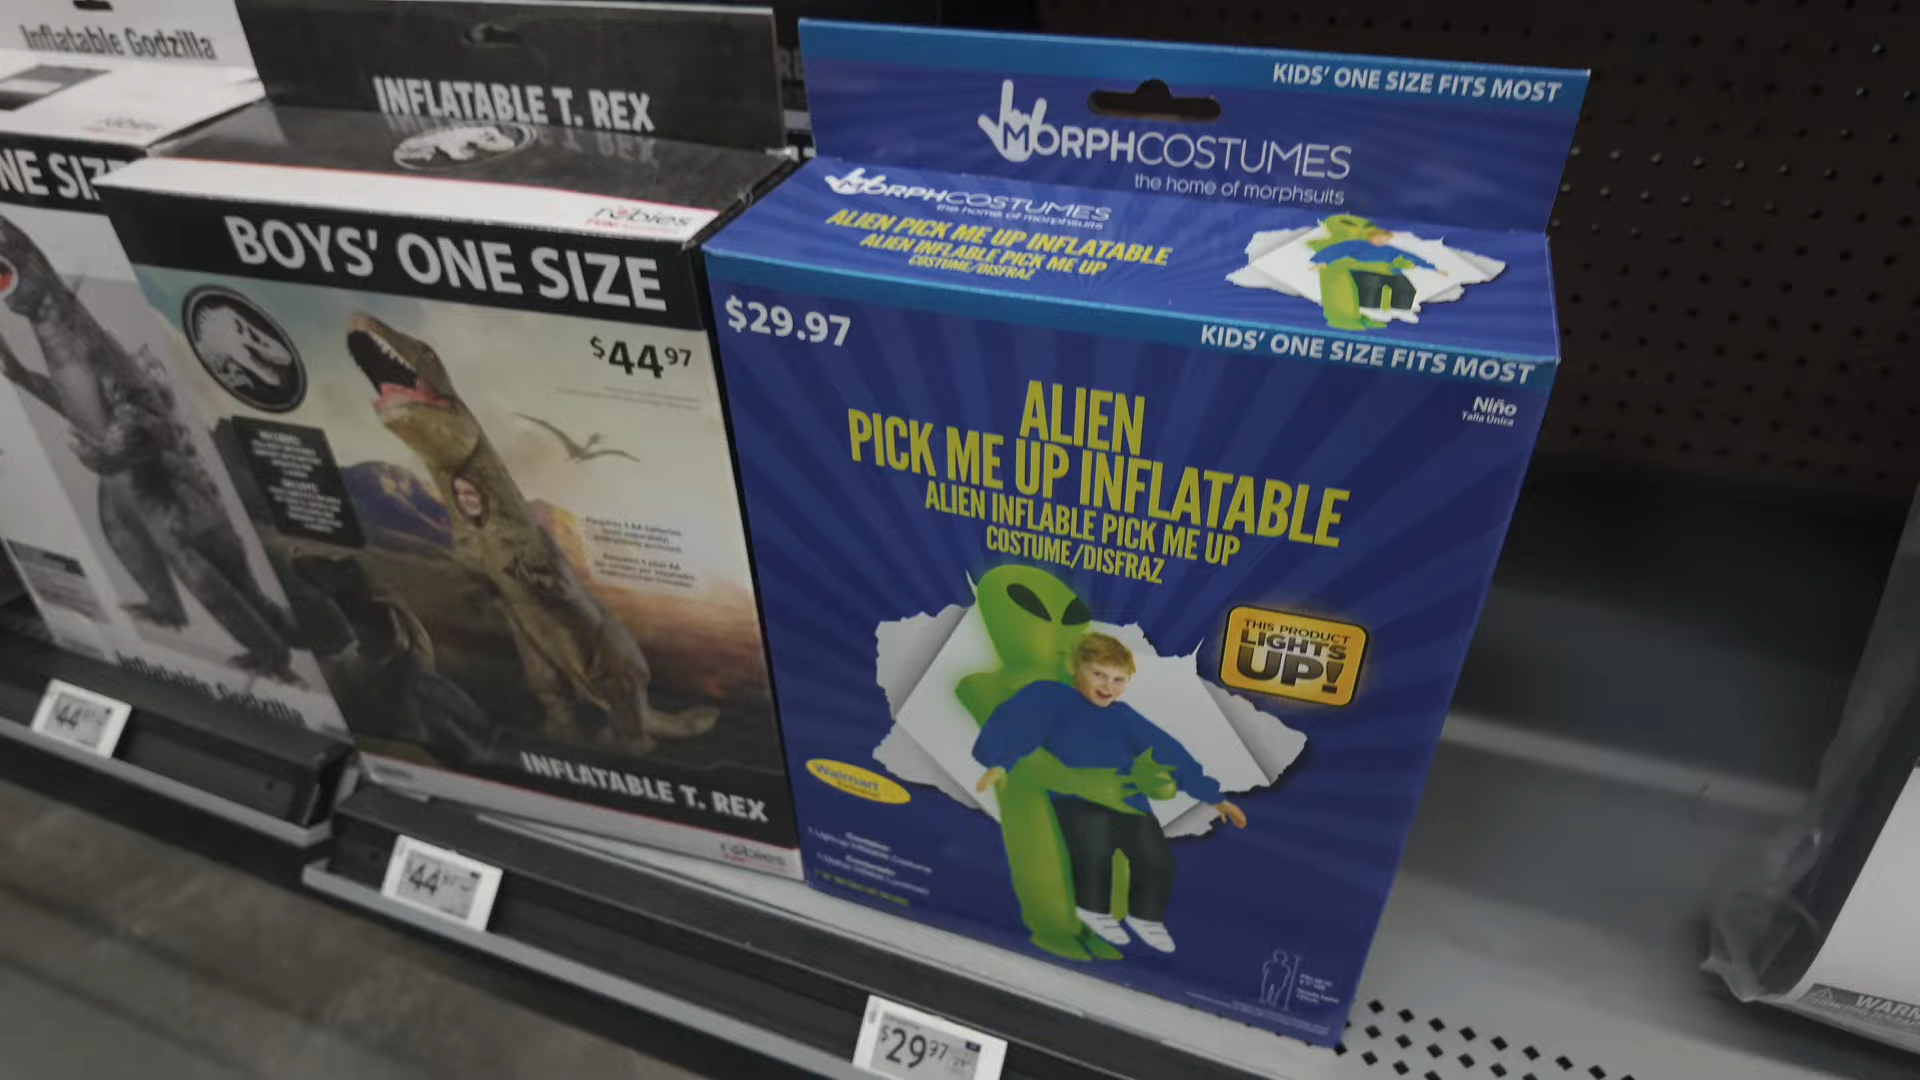 Inflatable Godzilla
NE SIZ
Inflatable Godzilla
$44
INFLATABLE T. REX
rubies
BOYS' ONE SIZE
$44.97
INFLATABLE T. REX
rubies
$44
KIDS' ONE SIZE FITS MOST
MORPHCOSTUMES
the home of morphsuits
MORPHCOSTUMES
the home of morphsuits
ALIEN PICK ME UP INFLATABLE
ALIEN INFLABLE PICK ME UP
COSTUME/DISFRAZ
$29.97
KIDS' ONE SIZE FITS MOST
Niño
Talla Única
ALIEN
PICK ME UP INFLATABLE
ALIEN INFLABLE PICK ME UP
COSTUME/DISFRAZ
THIS PRODUCT
LIGHTS
UP!
Walmart
$29.97
WARN